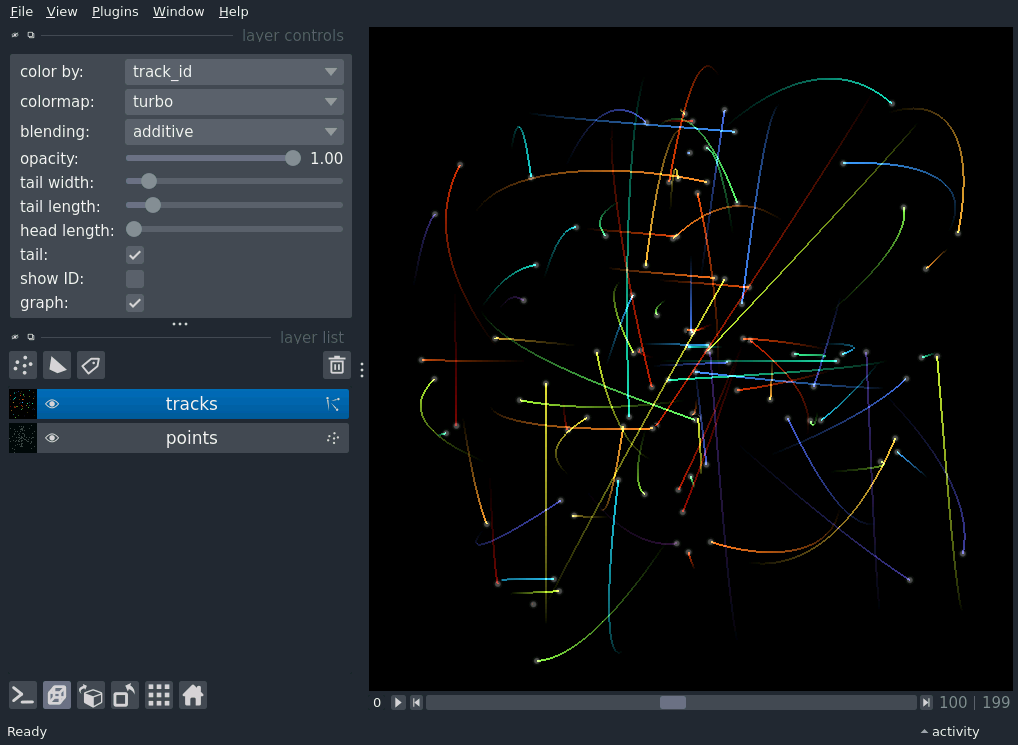 File View Plugins Window Help
layer controls
color by: track_id
colormap: turbo
blending: additive
opacity: 1.00
tail width:
tail length:
head length:
tail:
show ID:
graph:
layer list
tracks
points
0 100 | 199
Ready activity